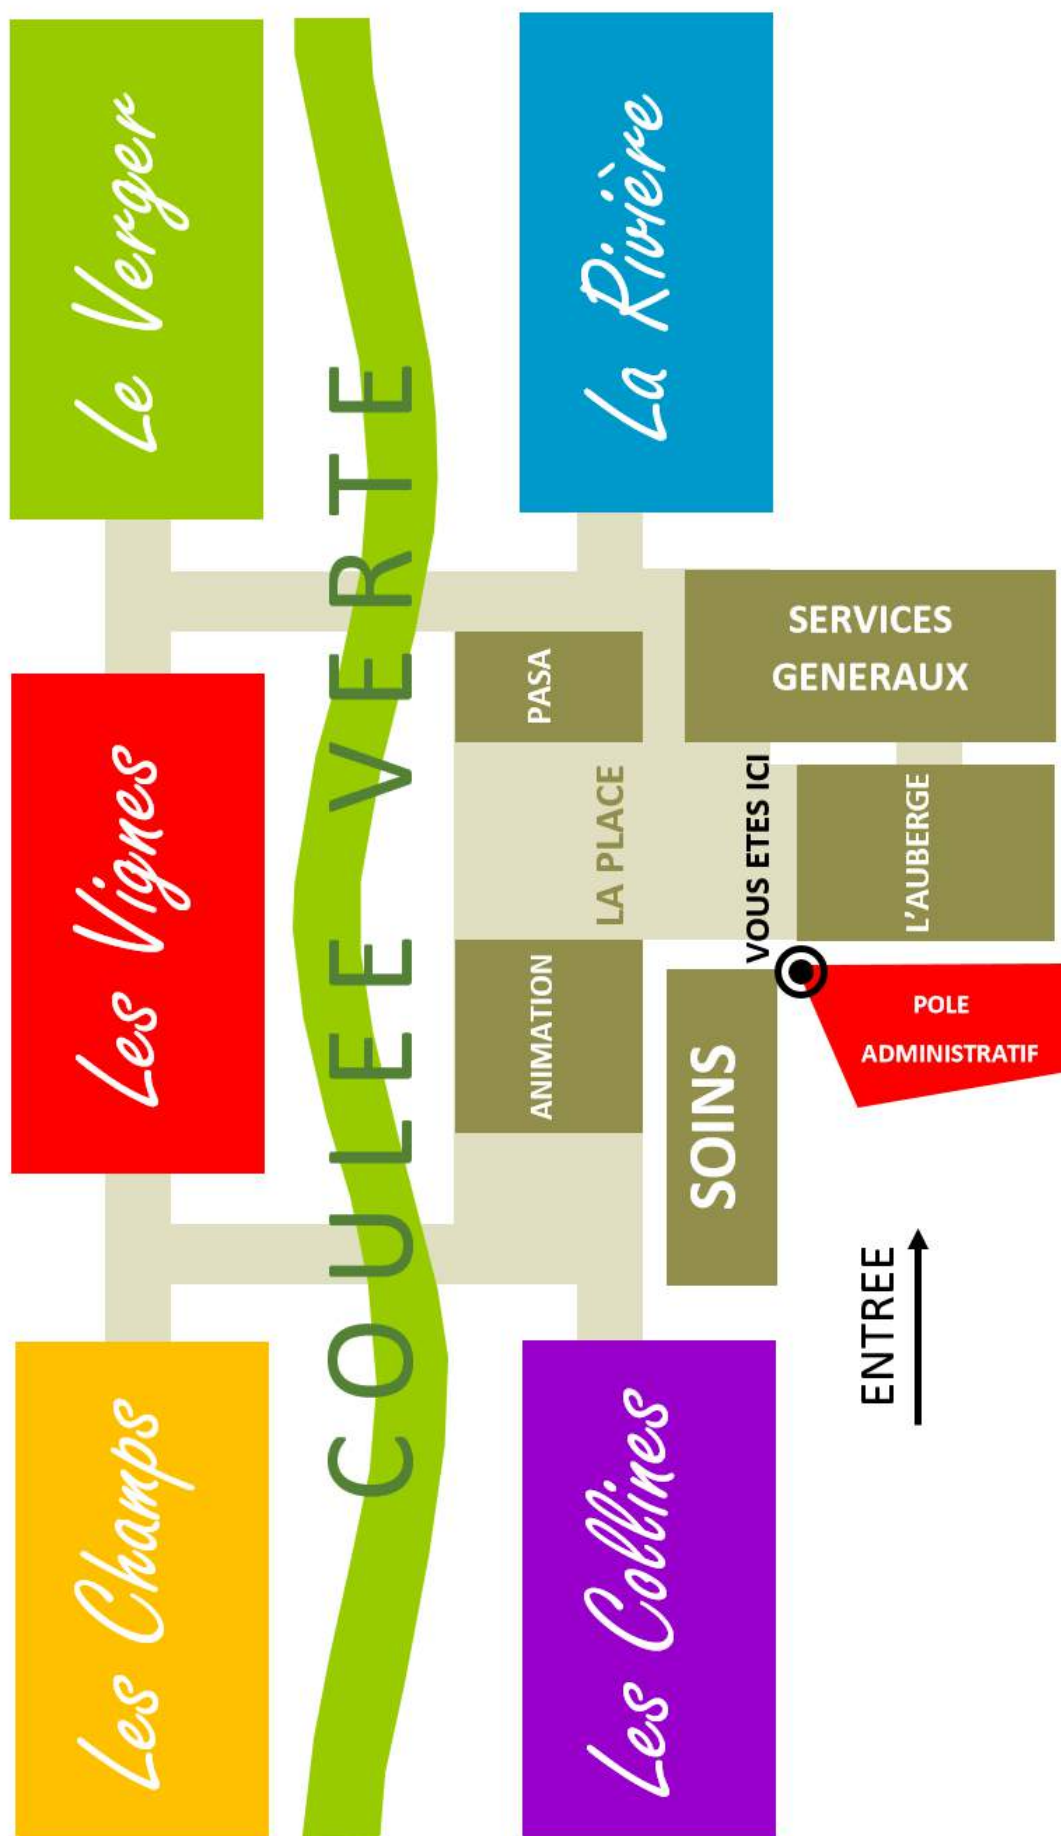 Les Champs
Les Vignes
Le Verger
COULEE VERTE
ANIMATION
PASA
LA PLACE
Les Collines
La Rivière
SOINS
VOUS ETES ICI
SERVICES
GENERAUX
L'AUBERGE
POLE
ADMINISTRATIF
ENTREE